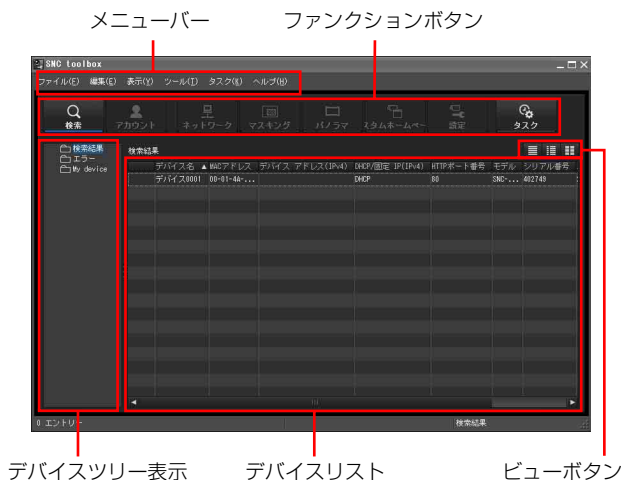 メニューバー ファンクションボタン
SNC toolbox
ファイル(F) 編集(E) 表示(V) ツール(T) タスク(K) ヘルプ(H)
検索 アカウント ネットワーク マスキング パノラマ スタムホームペー 設定 タスク
検索結果
エラー
My device
検索結果
デバイス名 ▲ MACアドレス デバイス アドレス(IPv4) DHCP/固定 IP(IPv4) HTTPポート番号 モデル シリアル番号
デバイス0001 00-01-4A-... DHCP 80 SNC-... 402749
0 エントリー 検索結果
デバイスツリー表示 デバイスリスト ビューボタン